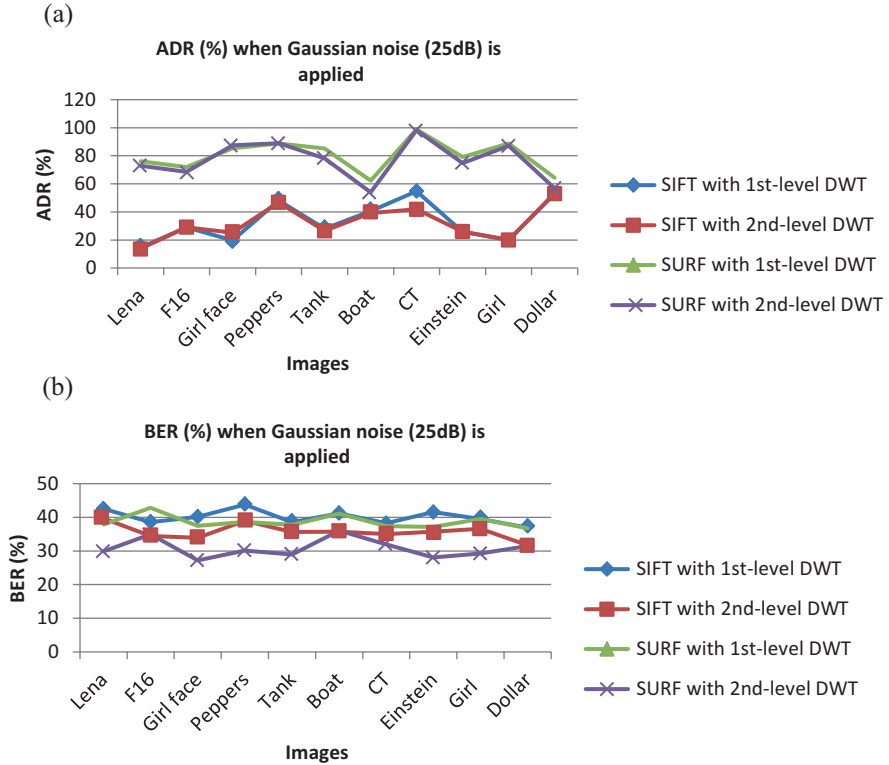 (a)
ADR (%) when Gaussian noise (25dB) is
applied
120
100
80
60
40
20
0
ADR (%)
Lena
F16
Girl face
Peppers
Tank
Boat
CT
Einstein
Girl
Dollar
Images
SIFT with 1st-level DWT
SIFT with 2nd-level DWT
SURF with 1st-level DWT
SURF with 2nd-level DWT
(b)
BER (%) when Gaussian noise (25dB) is
applied
50
40
30
20
10
0
BER (%)
Lena
F16
Girl face
Peppers
Tank
Boat
CT
Einstein
Girl
Dollar
Images
SIFT with 1st-level DWT
SIFT with 2nd-level DWT
SURF with 1st-level DWT
SURF with 2nd-level DWT